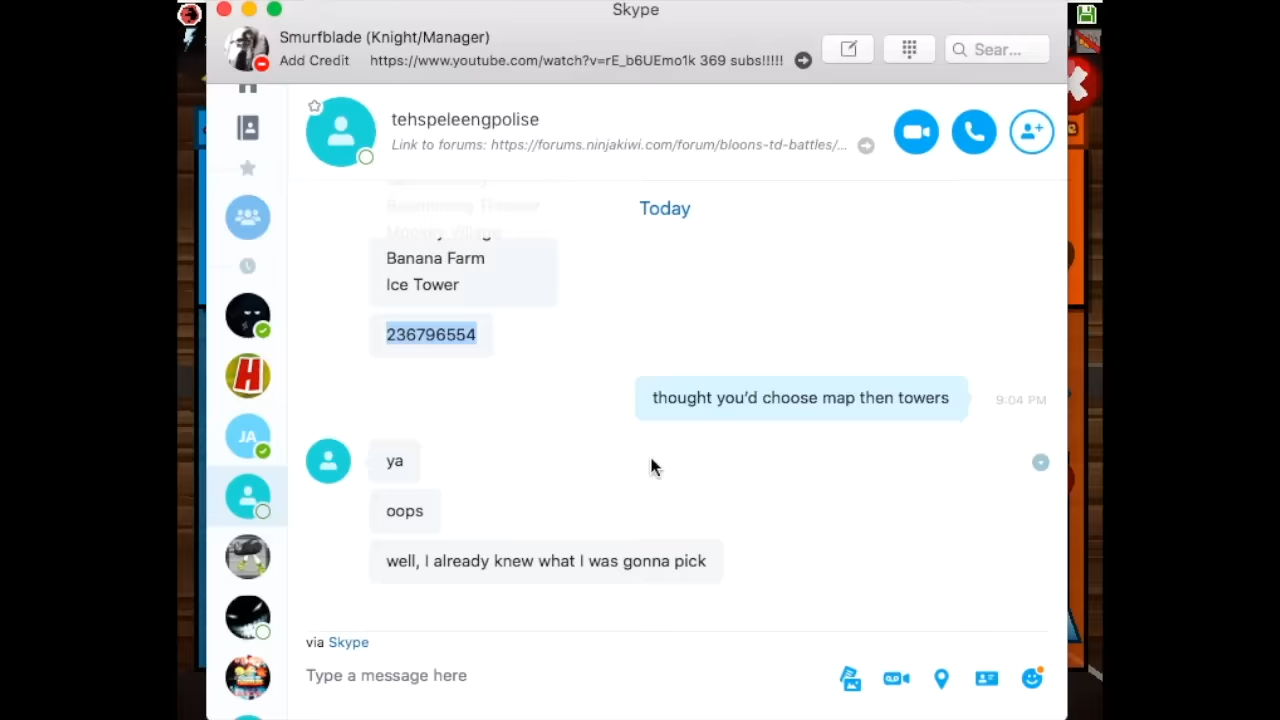 Skype
Smurfblade (Knight/Manager)
Add Credit https://www.youtube.com/watch?v=rE_b6UEmo1k 369 subs!!!!!
Sear...
tehspeleengpolise
Link to forums: https://forums.ninjakiwi.com/forum/bloons-td-battles/...
Today
Banana Farm
Ice Tower
236796554
thought you'd choose map then towers
9:04 PM
ya
oops
well, I already knew what I was gonna pick
JA
H
via Skype
Type a message here